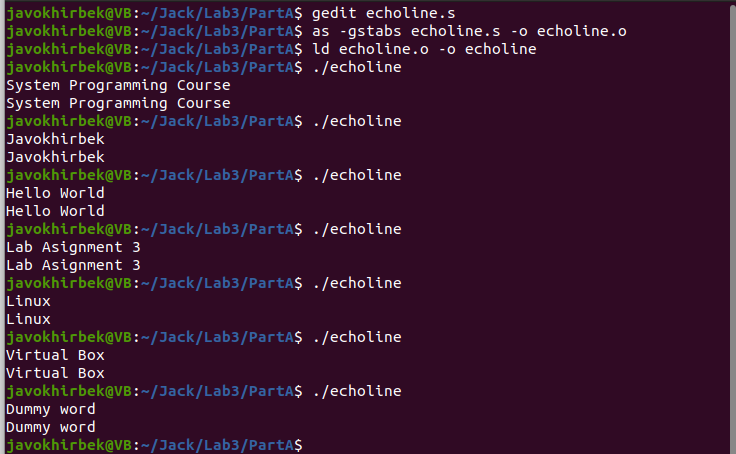 javokhirbek@VB:~/Jack/Lab3/PartA$ gedit echoline.s
javokhirbek@VB:~/Jack/Lab3/PartA$ as -gstabs echoline.s -o echoline.o
javokhirbek@VB:~/Jack/Lab3/PartA$ ld echoline.o -o echoline
javokhirbek@VB:~/Jack/Lab3/PartA$ ./echoline
System Programming Course
System Programming Course
javokhirbek@VB:~/Jack/Lab3/PartA$ ./echoline
Javokhirbek
Javokhirbek
javokhirbek@VB:~/Jack/Lab3/PartA$ ./echoline
Hello World
Hello World
javokhirbek@VB:~/Jack/Lab3/PartA$ ./echoline
Lab Asignment 3
Lab Asignment 3
javokhirbek@VB:~/Jack/Lab3/PartA$ ./echoline
Linux
Linux
javokhirbek@VB:~/Jack/Lab3/PartA$ ./echoline
Virtual Box
Virtual Box
javokhirbek@VB:~/Jack/Lab3/PartA$ ./echoline
Dummy word
Dummy word
javokhirbek@VB:~/Jack/Lab3/PartA$